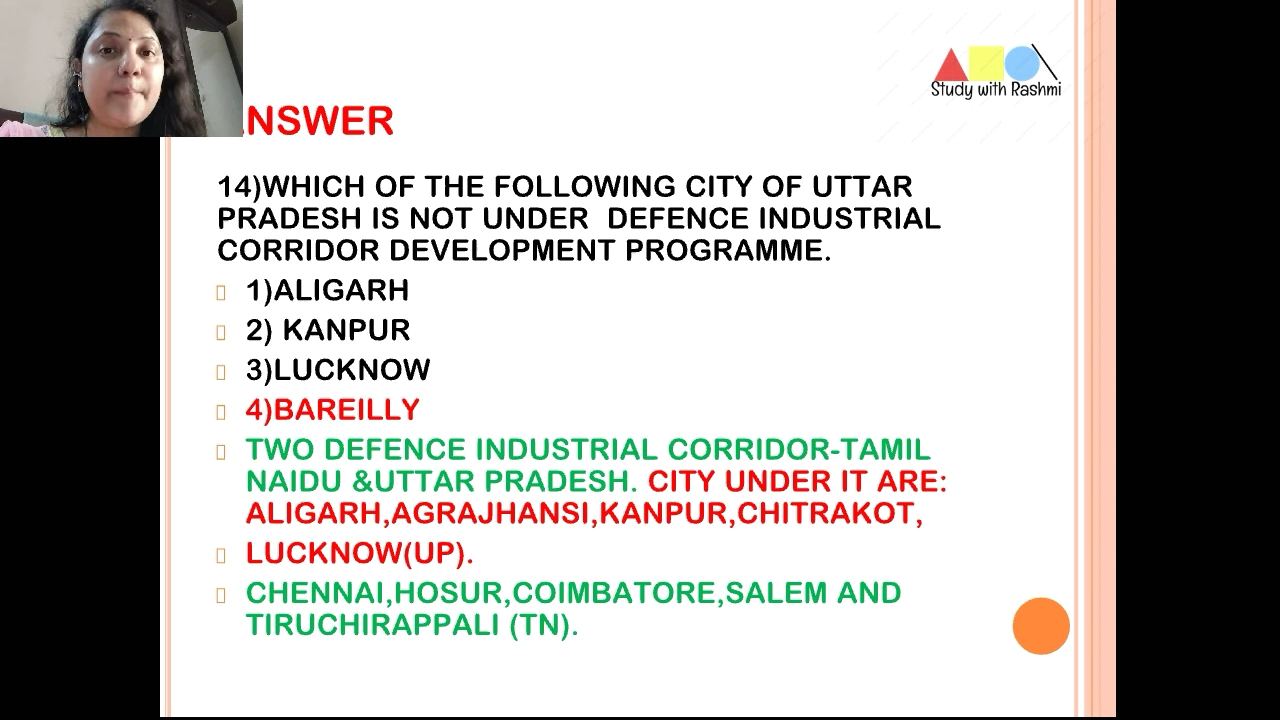 Study with Rashmi
NSWER
14)WHICH OF THE FOLLOWING CITY OF UTTAR
PRADESH IS NOT UNDER DEFENCE INDUSTRIAL
CORRIDOR DEVELOPMENT PROGRAMME.
1)ALIGARH
2) KANPUR
3)LUCKNOW
4)BAREILLY
TWO DEFENCE INDUSTRIAL CORRIDOR-TAMIL
NAIDU &UTTAR PRADESH. CITY UNDER IT ARE:
ALIGARH,AGRAJHANSI,KANPUR,CHITRAKOT,
LUCKNOW(UP).
CHENNAI,HOSUR,COIMBATORE,SALEM AND
TIRUCHIRAPPALI (TN).